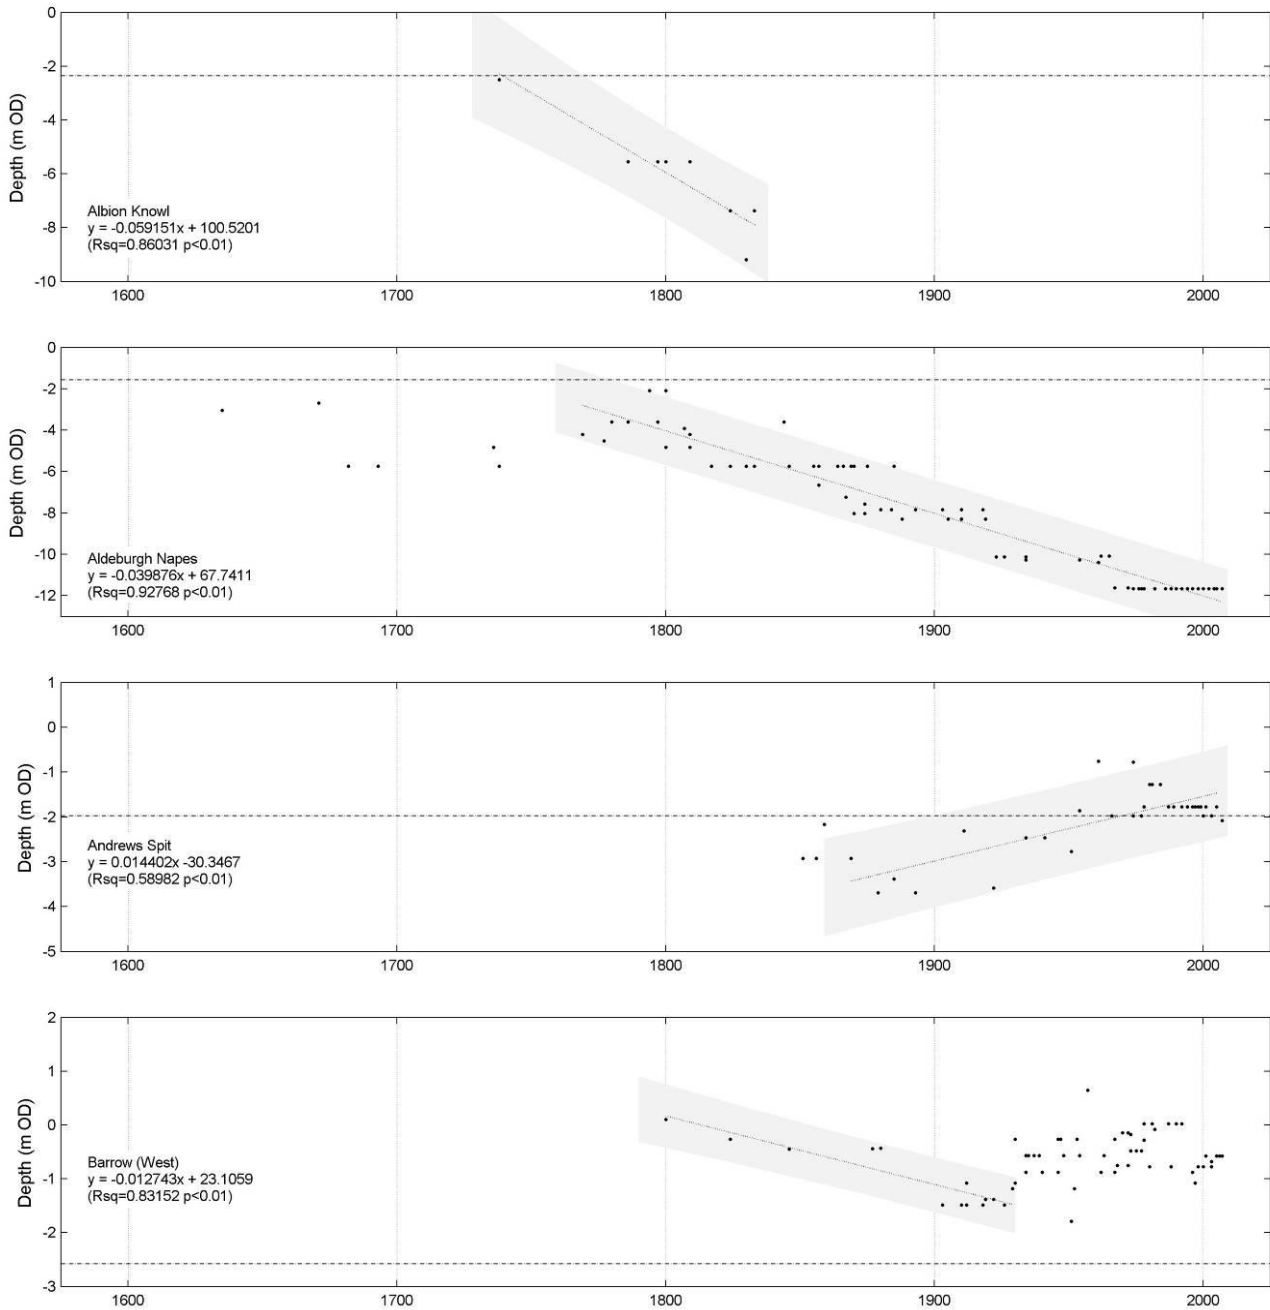 0
-2
-4
-6
-8
-10
Depth (m OD)
Albion Knowl
y = -0.059151x + 100.5201
(Rsq=0.86031 p<0.01)
1600 1700 1800 1900 2000
0
-2
-4
-6
-8
-10
-12
Depth (m OD)
Aldeburgh Napes
y = -0.039876x + 67.7411
(Rsq=0.92768 p<0.01)
1600 1700 1800 1900 2000
1
0
-1
-2
-3
-4
-5
Depth (m OD)
Andrews Spit
y = 0.014402x -30.3467
(Rsq=0.58982 p<0.01)
1600 1700 1800 1900 2000
2
1
0
-1
-2
-3
Depth (m OD)
Barrow (West)
y = -0.012743x + 23.1059
(Rsq=0.83152 p<0.01)
1600 1700 1800 1900 2000